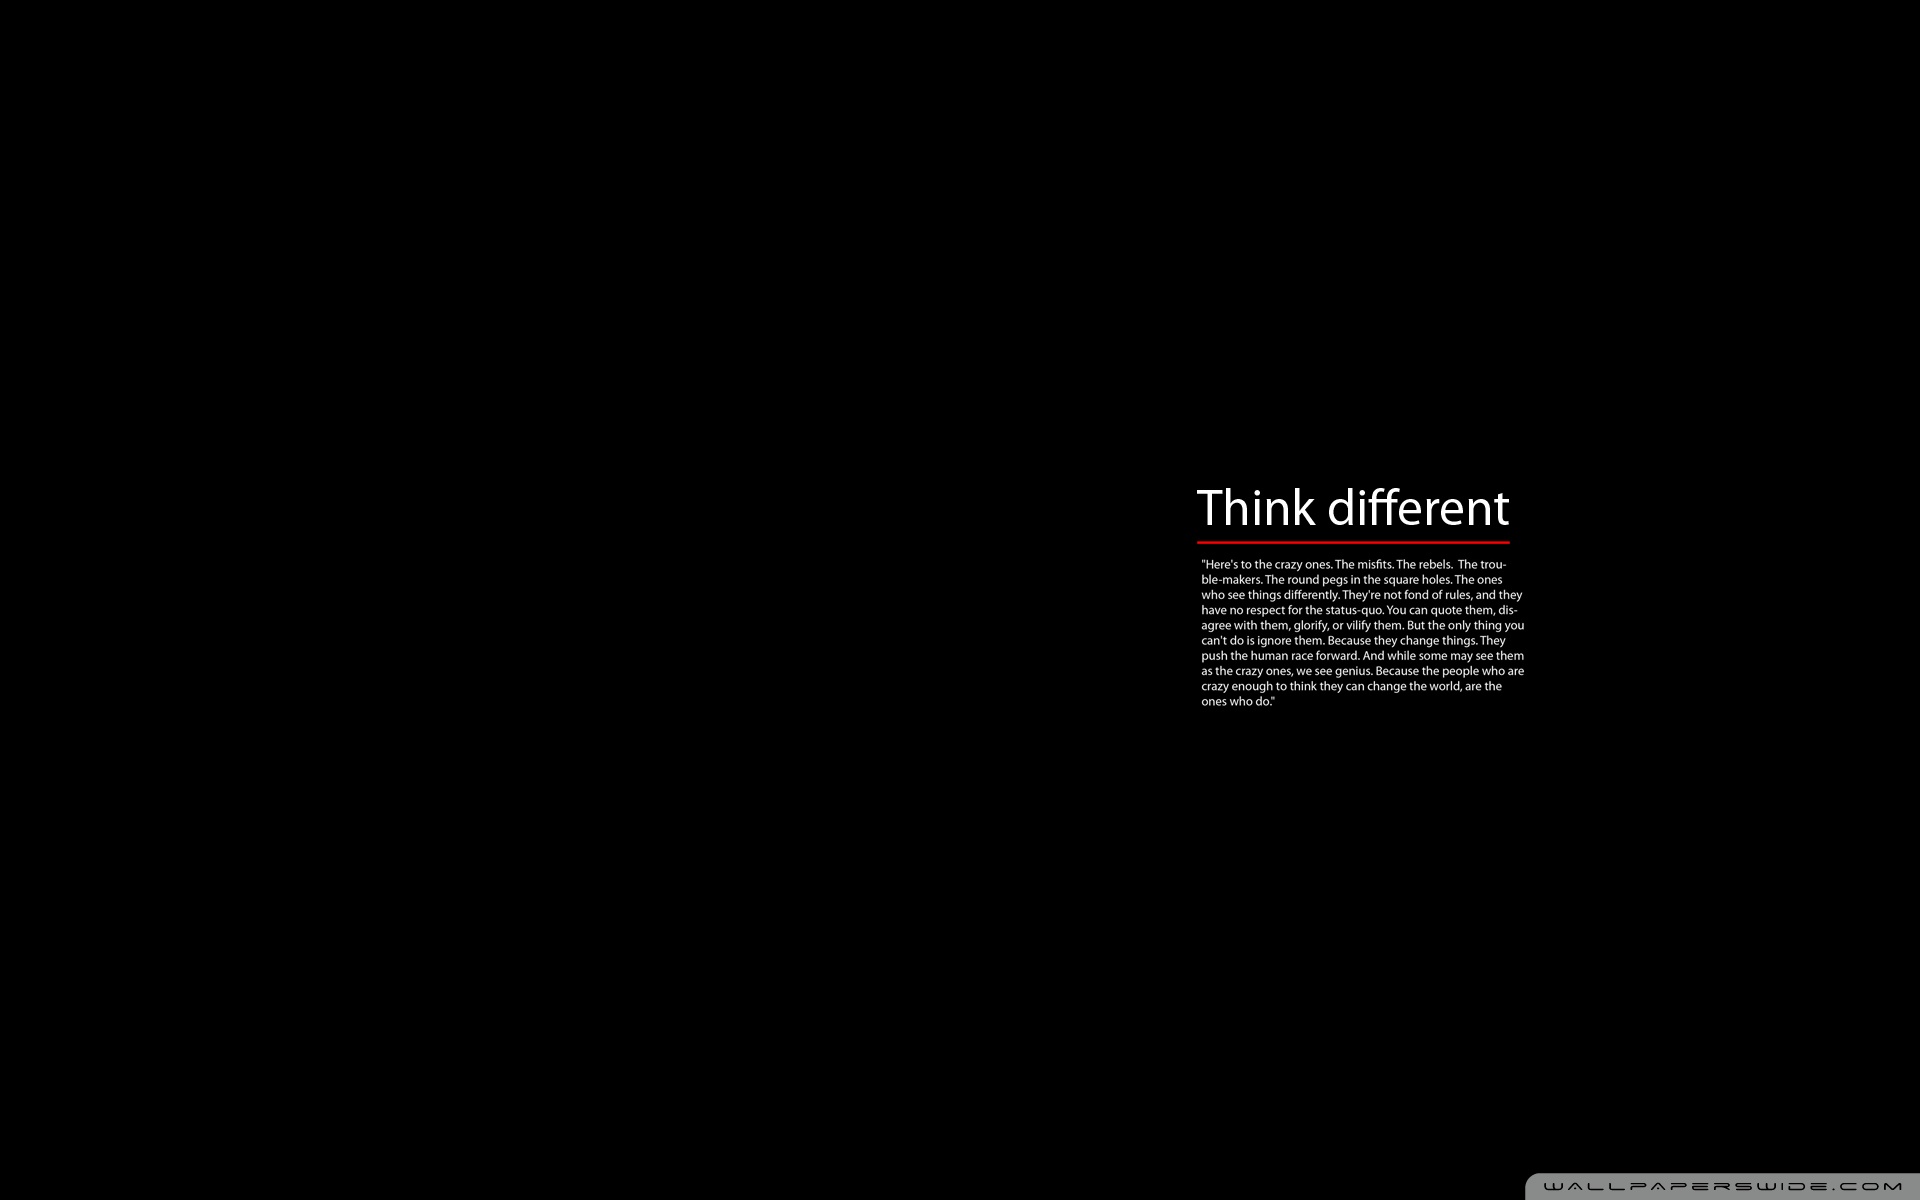 Think different
"Here's to the crazy ones. The misfits. The rebels.  The trou-
ble-makers. The round pegs in the square holes. The ones
who see things differently. They're not fond of rules, and they
have no respect for the status-quo. You can quote them, dis-
agree with them, glorify, or vilify them. But the only thing you
can't do is ignore them. Because they change things. They
push the human race forward. And while some may see them
as the crazy ones, we see genius. Because the people who are
crazy enough to think they can change the world, are the
ones who do."
WALLPAPERSWIDE.COM